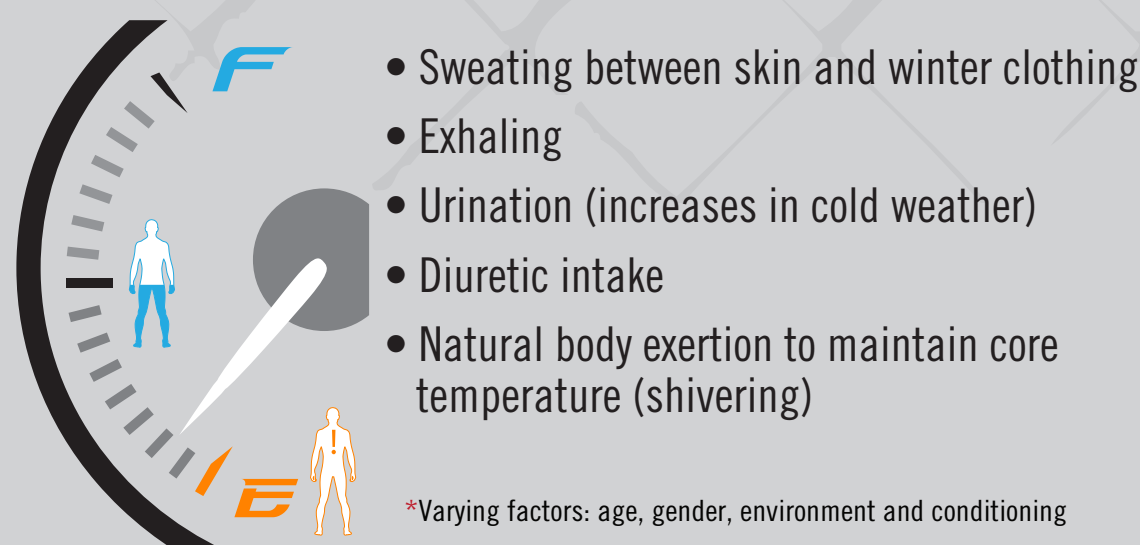 F
• Sweating between skin and winter clothing
• Exhaling
• Urination (increases in cold weather)
• Diuretic intake
• Natural body exertion to maintain core
temperature (shivering)
!
E
*Varying factors: age, gender, environment and conditioning